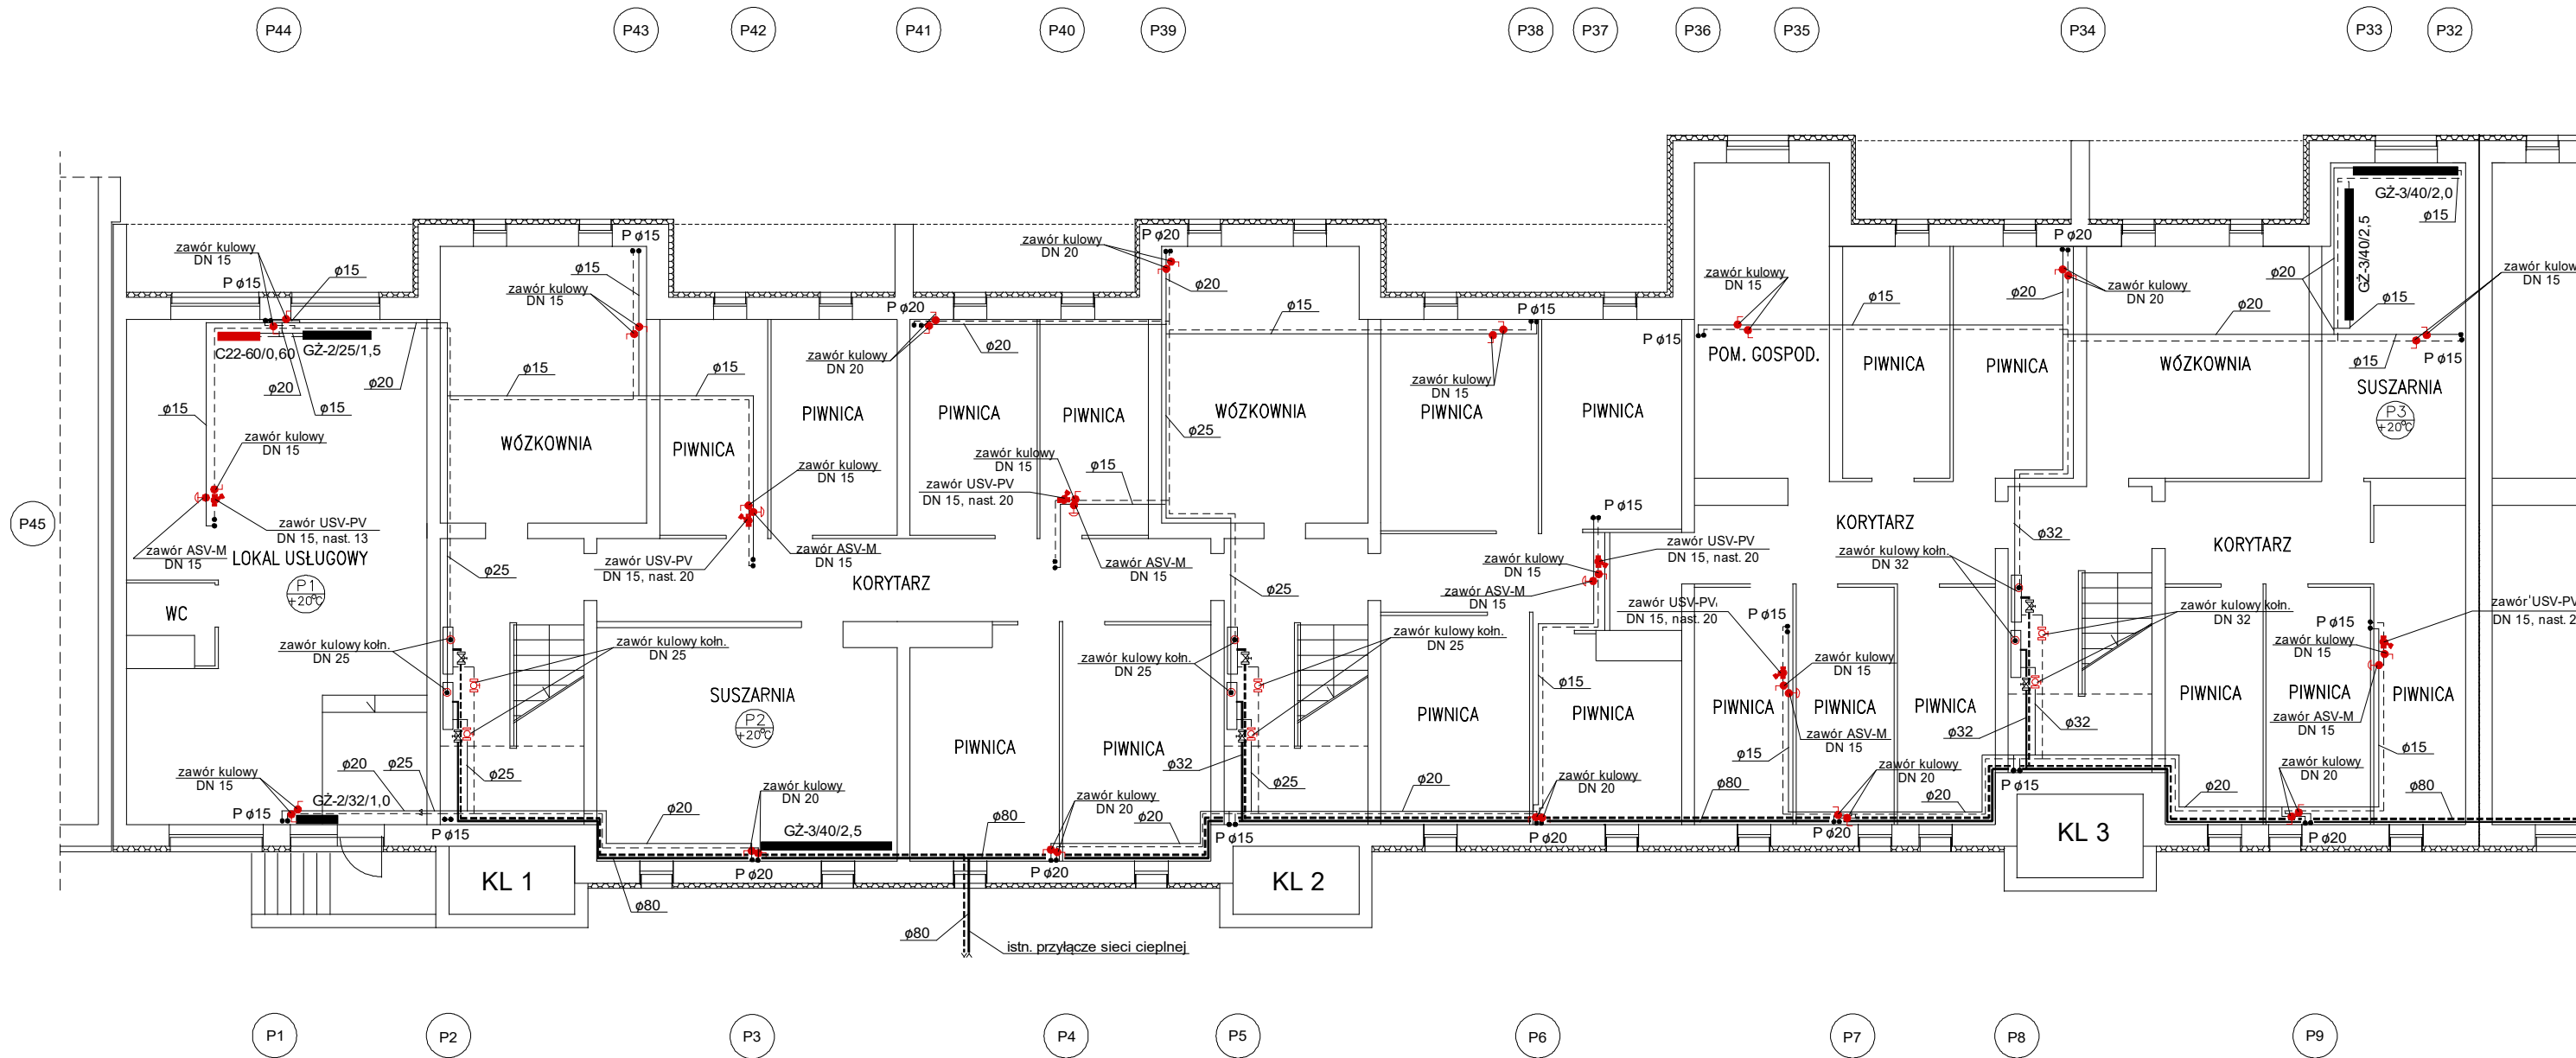 P44
P43
P42
P41
P40
P39
P38
P37
P36
P35
P34
P33
P32
P45
zawór kulowy
DN 15
P ø15
ø15
C22-60/0,60
GŻ-2/25/1,5
ø20
ø15
ø20
ø15
zawór kulowy
DN 15
zawór USV-PV
DN 15, nast. 13
zawór ASV-M
DN 15
LOKAL USŁUGOWY
P1
+20°C
WC
zawór kulowy kołn.
DN 25
zawór kulowy
DN 15
P ø15
GŻ-2/32/1,0
ø20
ø25
P ø15
P ø15
ø15
zawór kulowy
DN 15
ø15
ø15
WÓZKOWNIA
PIWNICA
PIWNICA
zawór kulowy
DN 15
zawór USV-PV
DN 15, nast. 20
zawór ASV-M
DN 15
ø25
zawór kulowy kołn.
DN 25
ø25
KL 1
SUSZARNIA
P2
+20°C
ø20
zawór kulowy
DN 20
GŻ-3/40/2,5
P ø20
ø80
ø80
ø80
istn. przyłącze sieci cieplnej
KORYTARZ
P ø20
zawór kulowy
DN 20
ø20
PIWNICA
PIWNICA
zawór kulowy
DN 15
zawór USV-PV
DN 15, nast. 20
ø15
zawór ASV-M
DN 15
zawór kulowy
DN 20
P ø20
ø20
ø15
WÓZKOWNIA
ø25
ø25
zawór kulowy kołn.
DN 25
zawór kulowy kołn.
DN 25
PIWNICA
PIWNICA
ø32
ø25
zawór kulowy
DN 20
ø20
P ø20
P ø15
KL 2
P ø15
zawór kulowy
DN 15
PIWNICA
PIWNICA
P ø15
zawór USV-PV
DN 15, nast. 20
zawór kulowy
DN 15
zawór ASV-M
DN 15
ø15
PIWNICA
PIWNICA
ø20
zawór kulowy
DN 20
P ø20
ø80
P ø15
zawór kulowy
DN 15
POM. GOSPOD.
ø15
PIWNICA
PIWNICA
KORYTARZ
zawór kulowy kołn.
DN 32
zawór USV-PV
DN 15, nast. 20
P ø15
zawór kulowy
DN 15
PIWNICA
PIWNICA
PIWNICA
zawór ASV-M
DN 15
ø15
zawór kulowy
DN 20
P ø20
ø20
P ø20
ø20
zawór kulowy
DN 20
ø32
ø20
ø20
WÓZKOWNIA
GŻ-3/40/2,0
ø15
GŻ-3/40/2,5
ø15
zawór kulowy
DN 15
ø15
P ø15
SUSZARNIA
P3
+20°C
KORYTARZ
zawór kulowy kołn.
DN 32
ø32
ø32
P ø15
KL 3
PIWNICA
PIWNICA
PIWNICA
P ø15
zawór kulowy
DN 15
zawór USV-PV
DN 15, nast. 2
zawór ASV-M
DN 15
ø15
zawór kulowy
DN 20
ø20
ø80
P ø20
P1
P2
P3
P4
P5
P6
P7
P8
P9